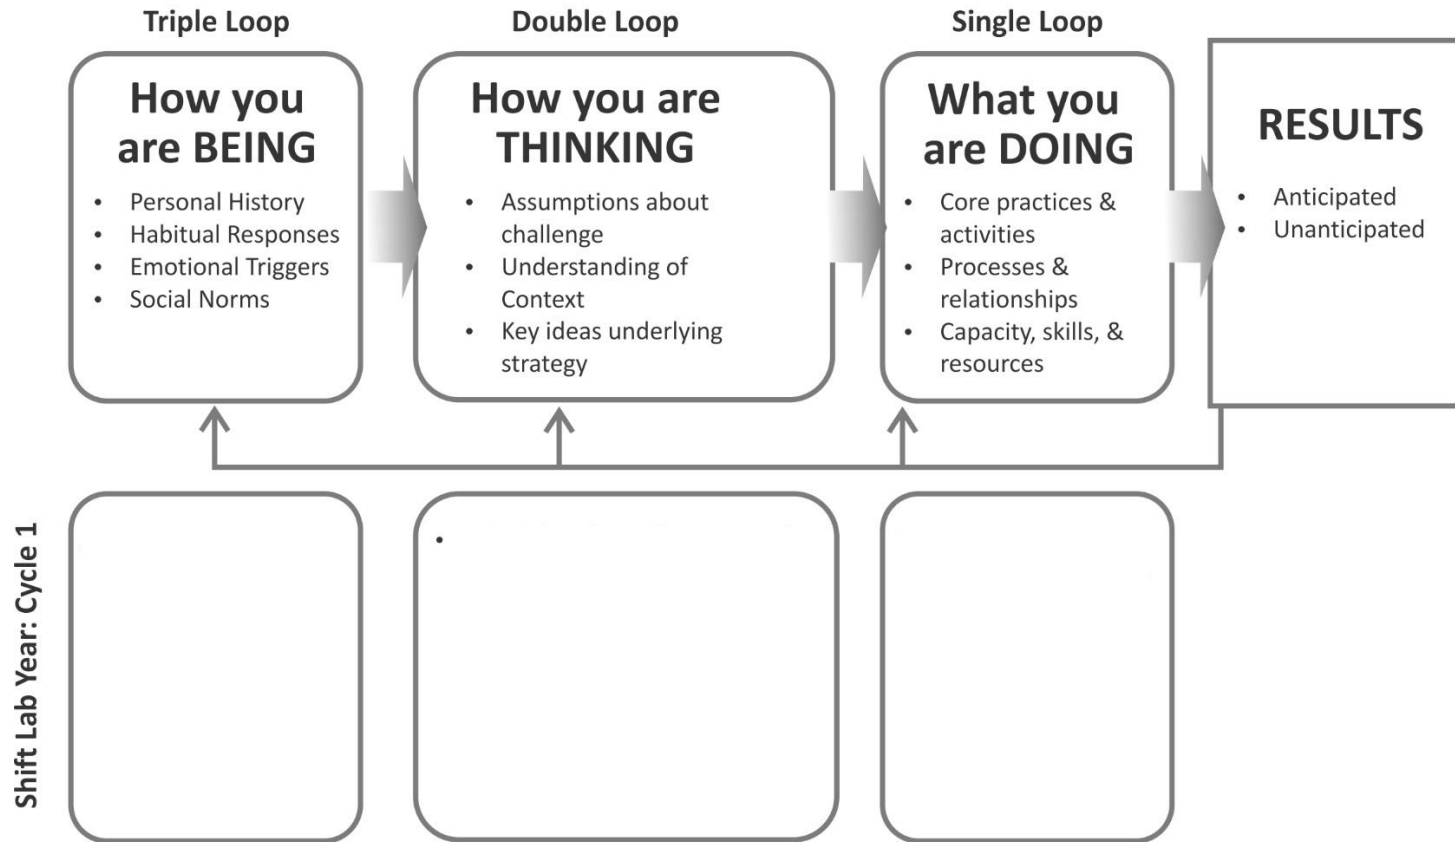 Triple Loop
Double Loop
Single Loop
How you
are BEING
• Personal History
• Habitual Responses
• Emotional Triggers
• Social Norms
How you are
THINKING
• Assumptions about
challenge
• Understanding of
Context
• Key ideas underlying
strategy
What you
are DOING
• Core practices &
activities
• Processes &
relationships
• Capacity, skills, &
resources
RESULTS
• Anticipated
• Unanticipated
Shift Lab Year: Cycle 1
•